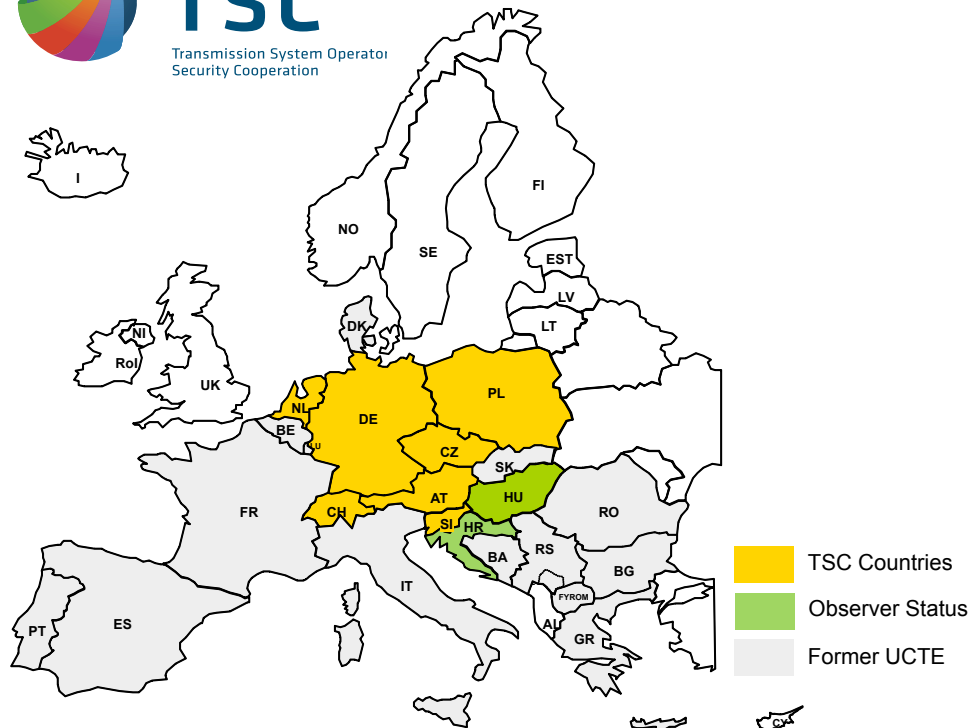 TSC
Transmission System Operator
Security Cooperation
I
FI
NO
SE
EST
LV
DK
LT
NI
RoI
UK
PL
NL
DE
BE
LU
CZ
SK
AT
HU
FR
CH
RO
SI
HR
BA
RS
BG
IT
FYROM
ES
PT
AL
GR
CY
TSC Countries
Observer Status
Former UCTE